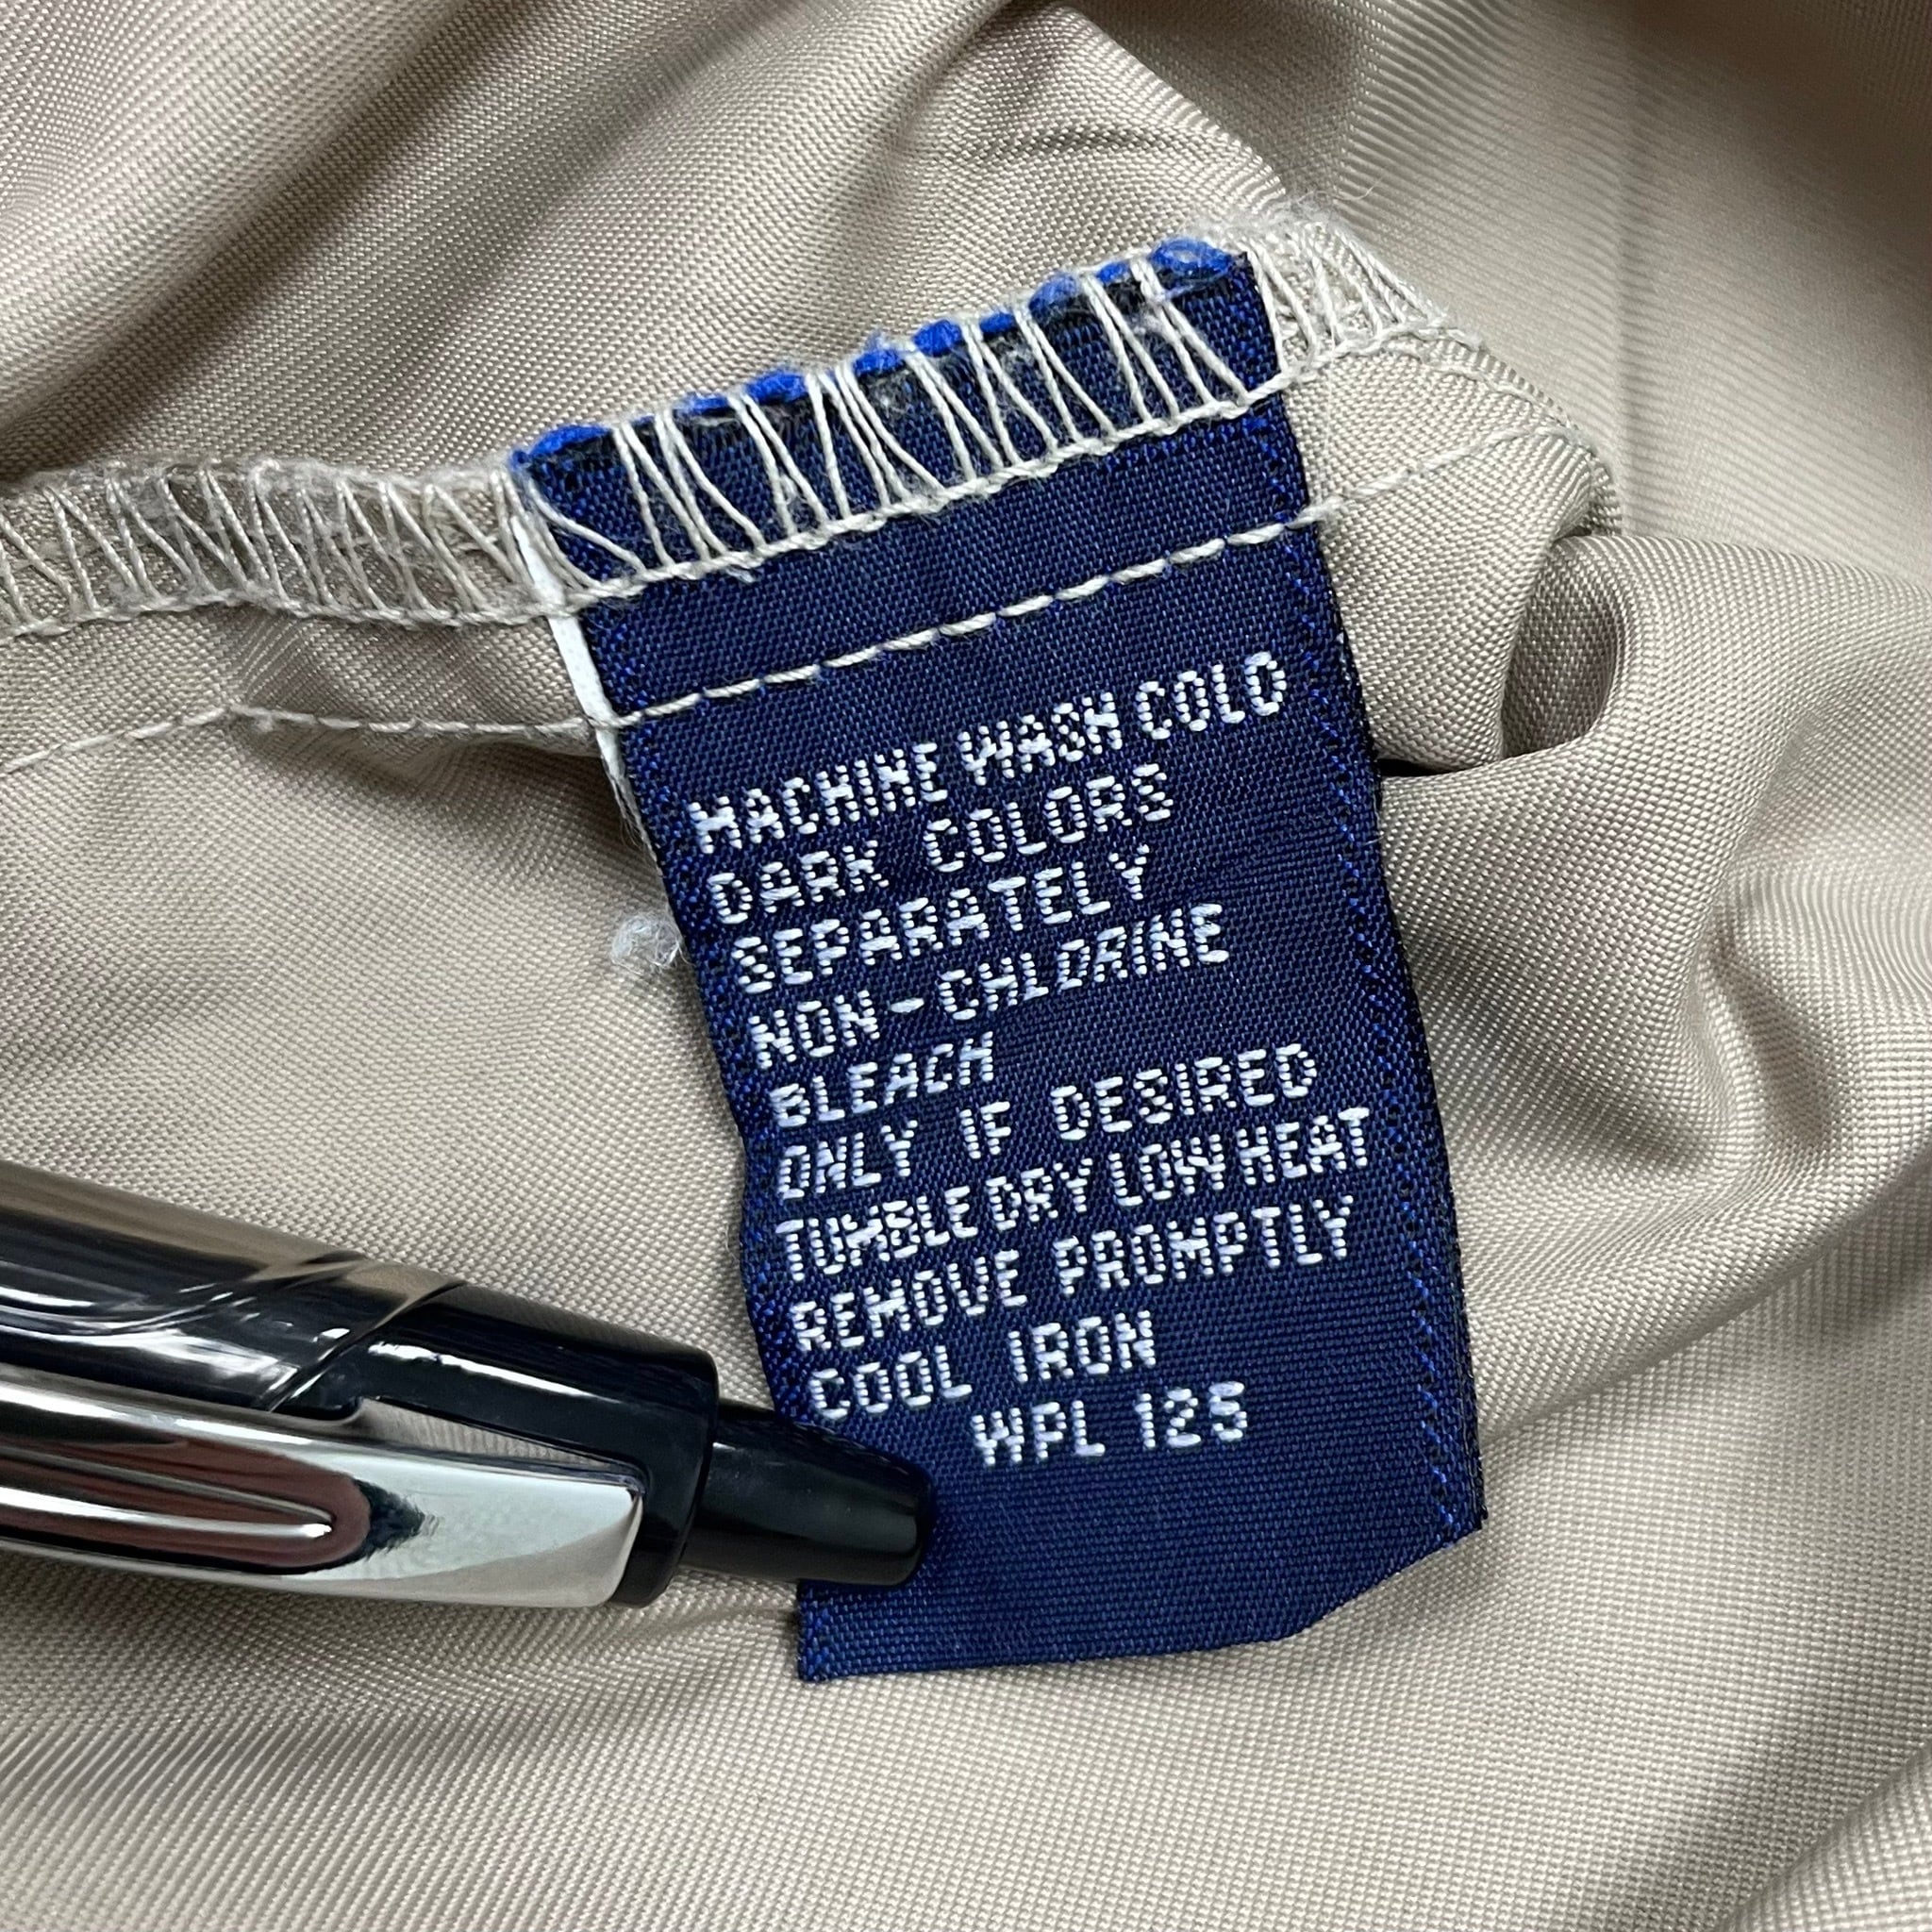 MACHINE WASH COLD
DARK COLORS
SEPARATELY
NON-CHLORINE
BLEACH
ONLY IF DESIRED
TUMBLE DRY LOW HEAT
REMOVE PROMPTLY
COOL IRON
WPL 125